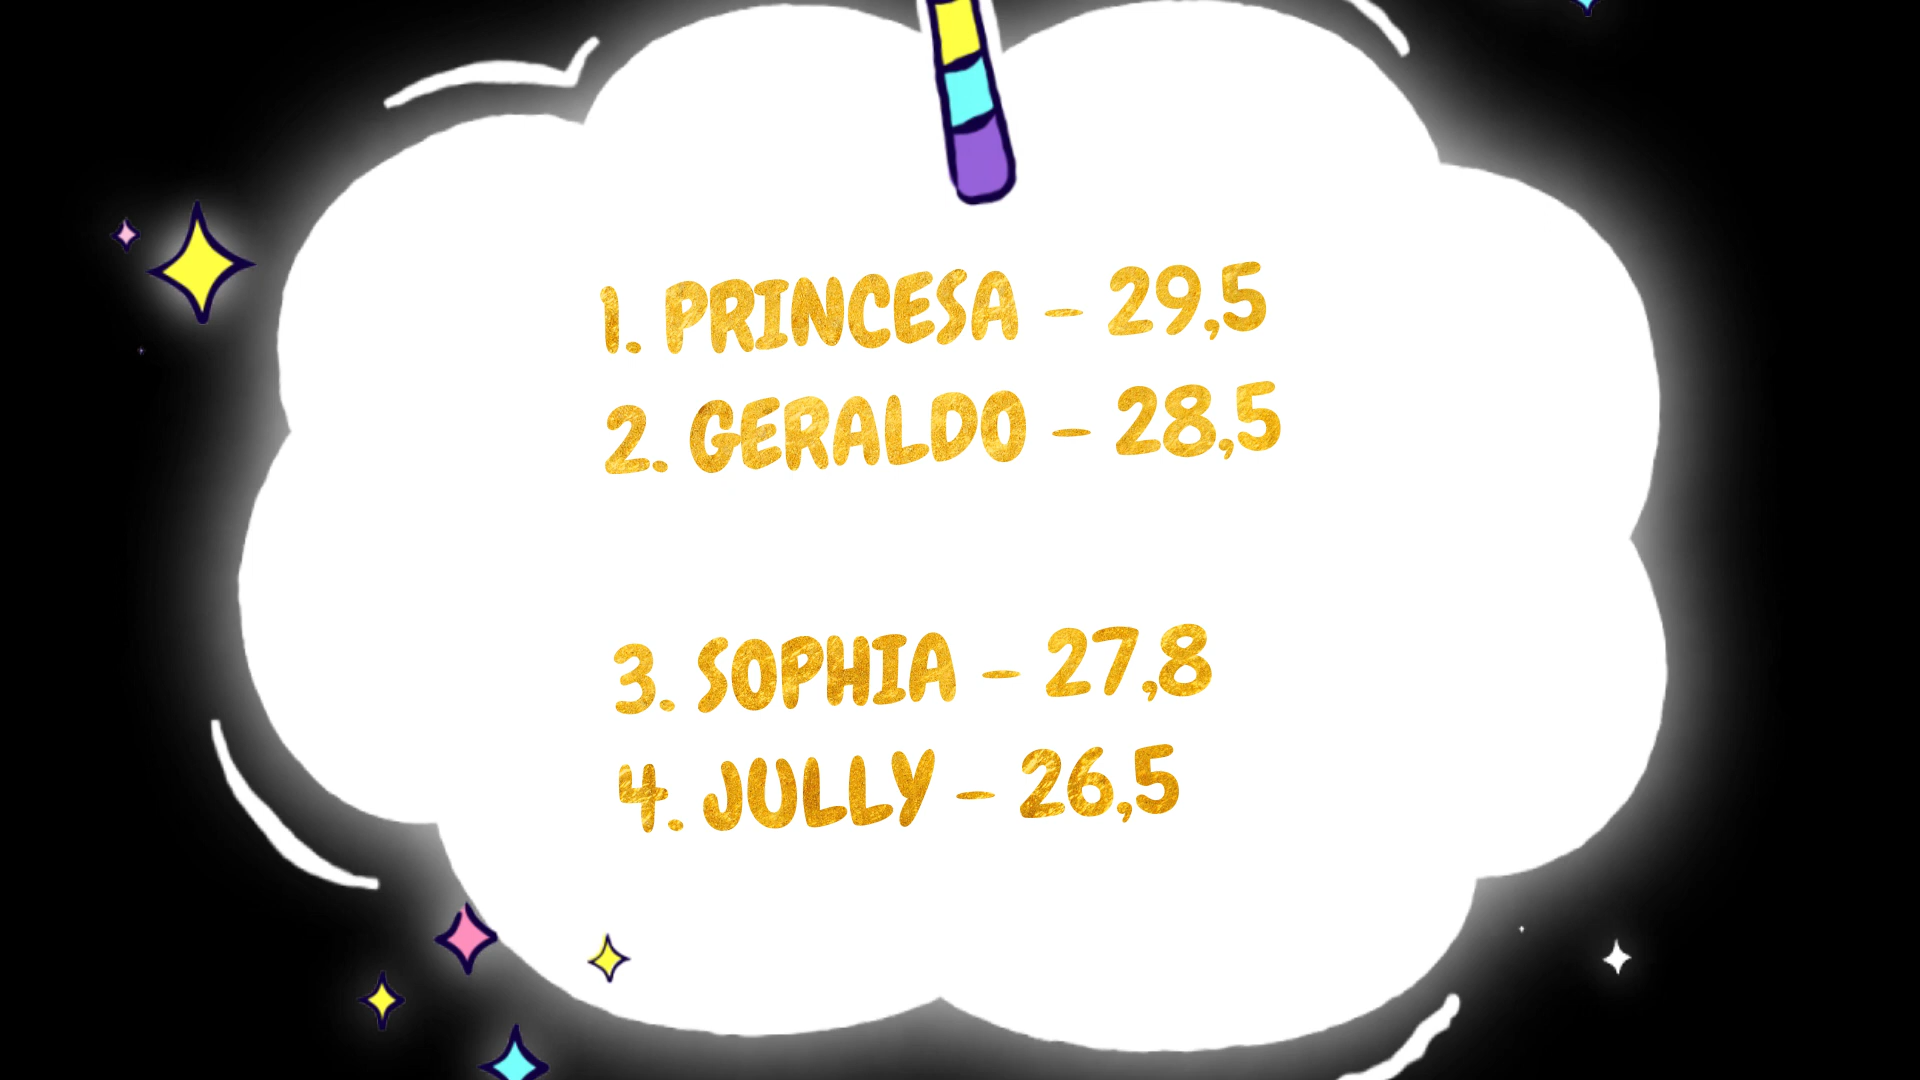 1. PRINCESA - 29,5
2. GERALDO - 28,5
3. SOPHIA - 27,8
4. JULLY - 26,5